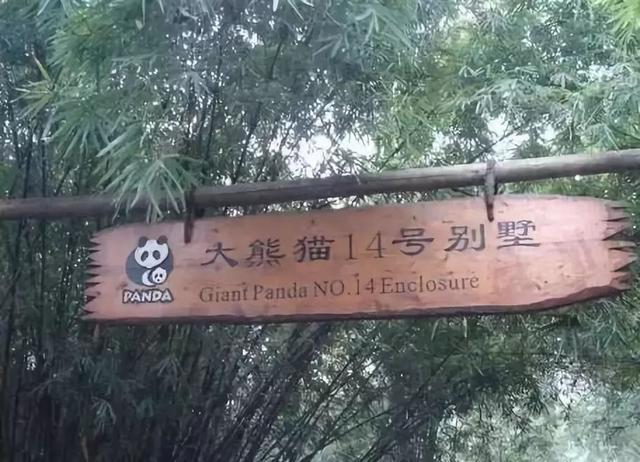 大熊猫14号别墅
PANDA
Giant Panda NO.14 Enclosure